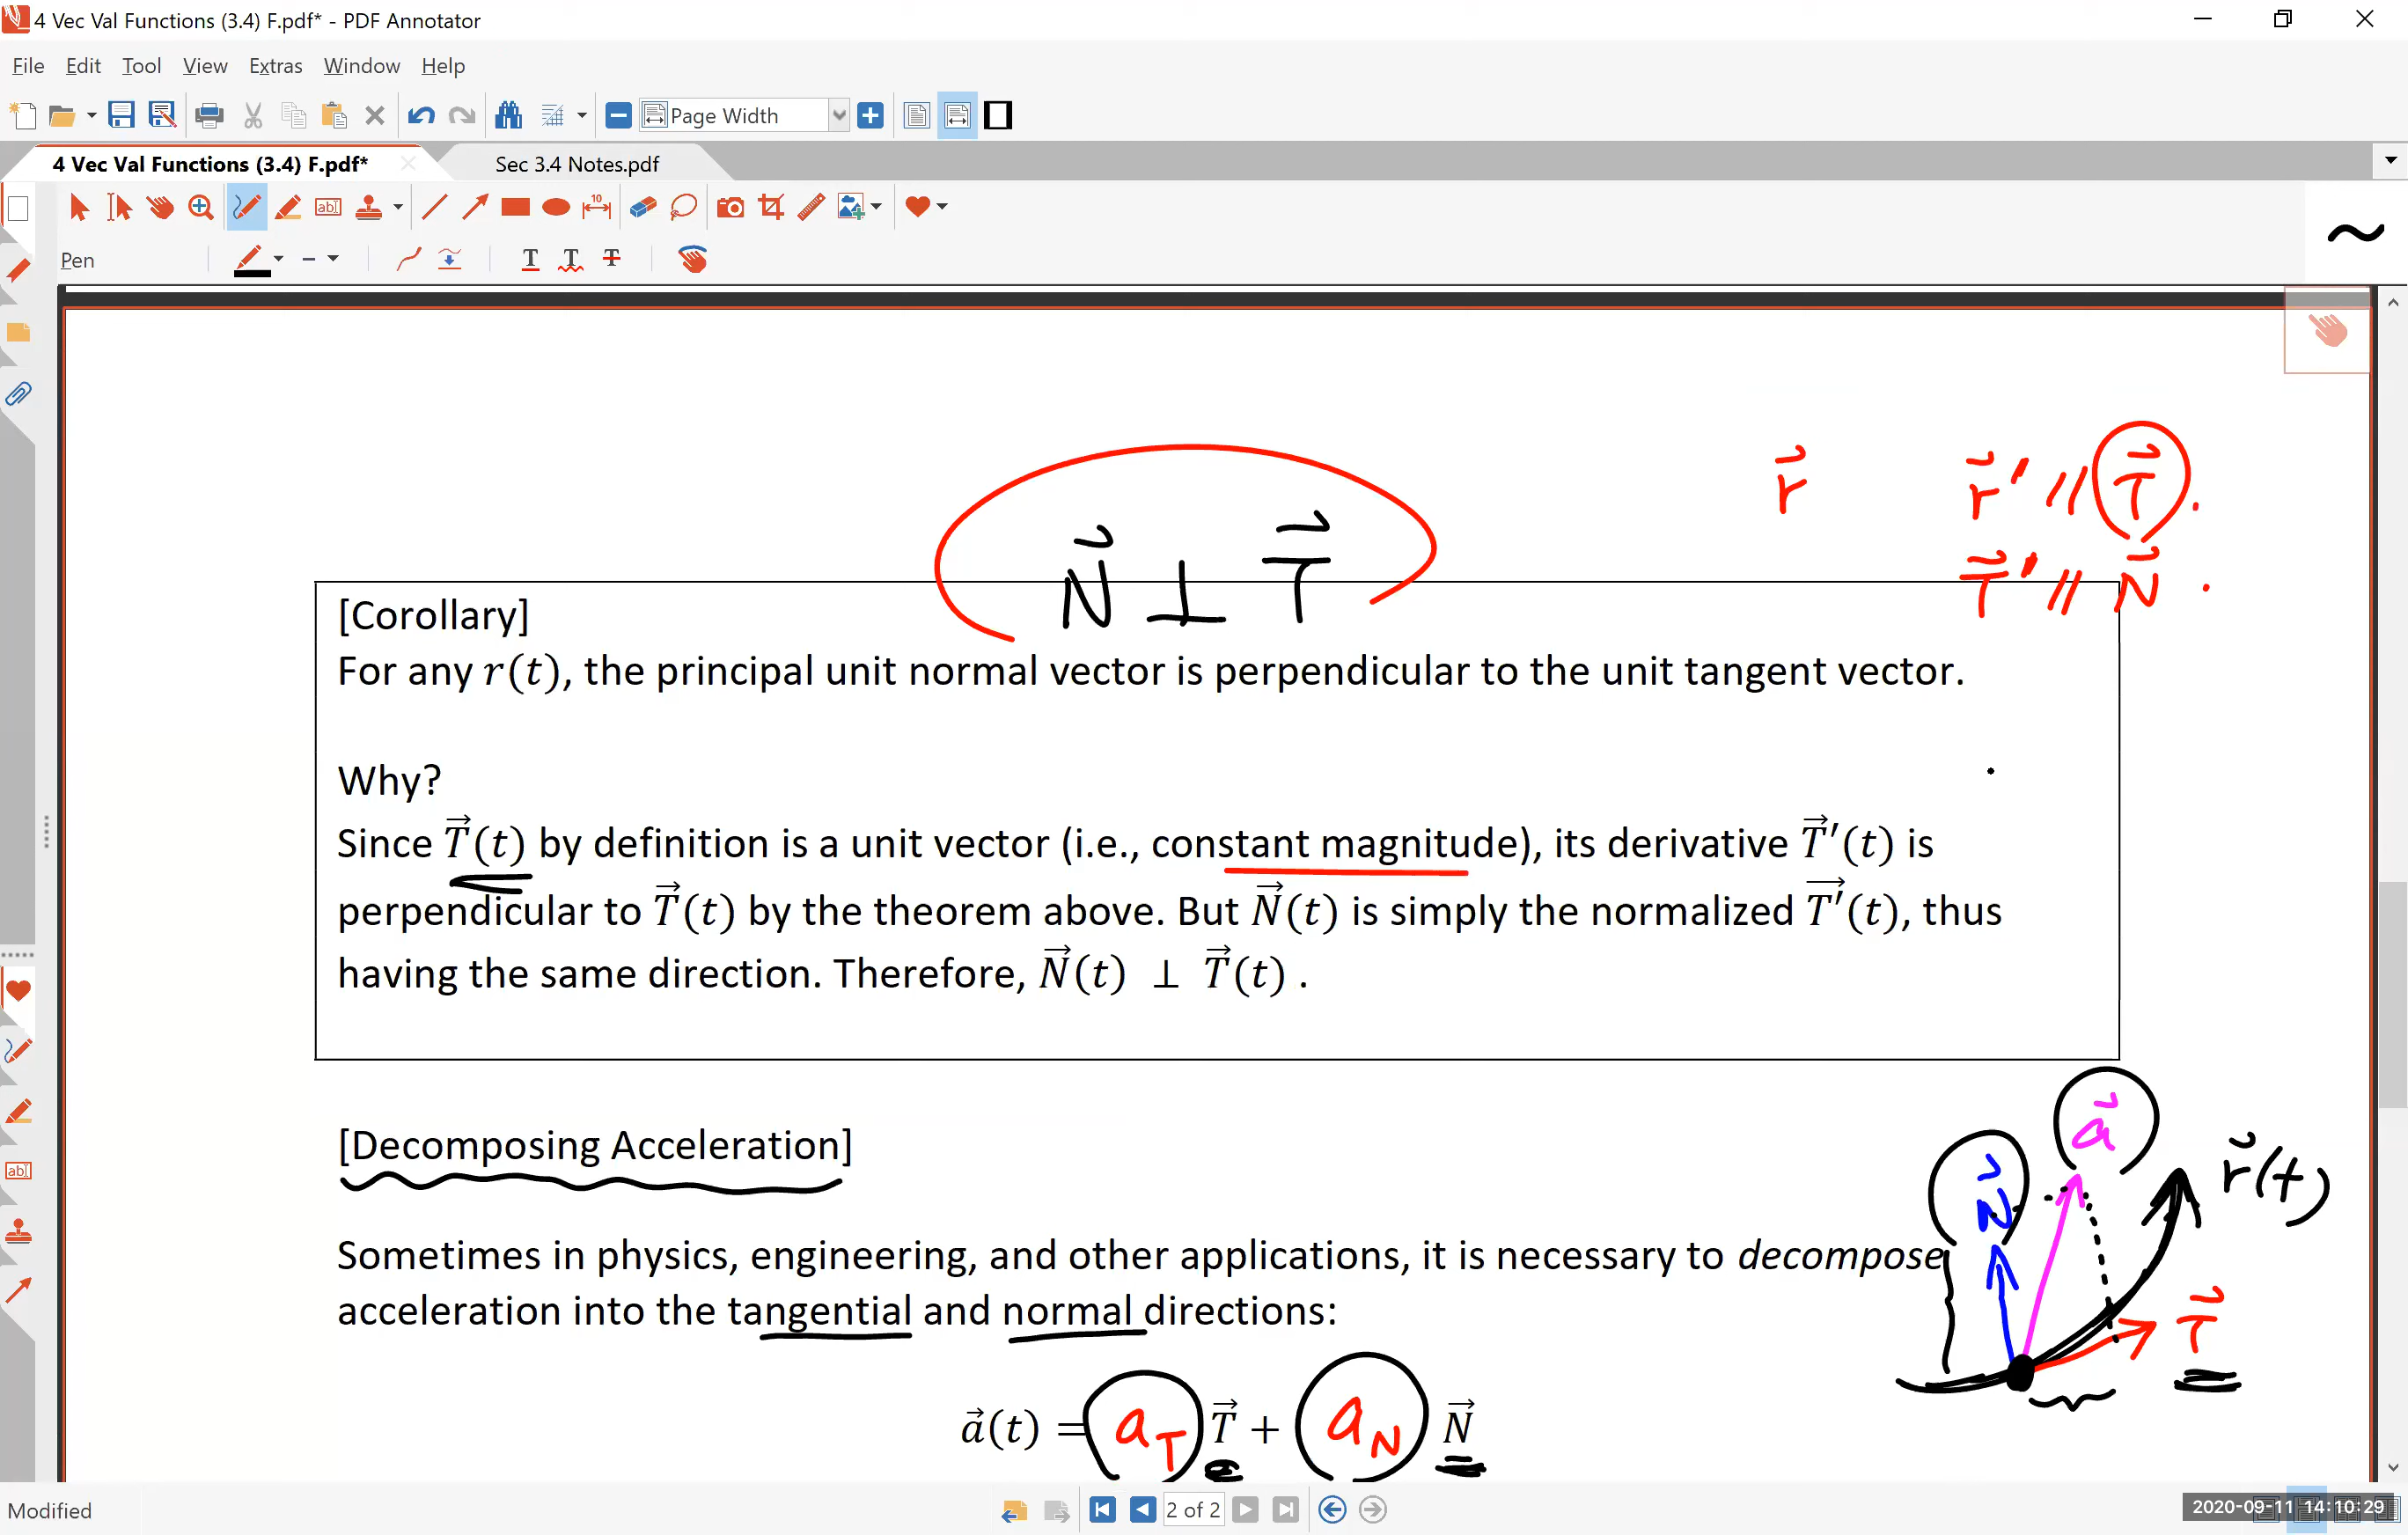 4 Vec Val Functions (3.4) F.pdf* - PDF Annotator
File Edit Tool View Extras Window Help
Page Width
4 Vec Val Functions (3.4) F.pdf* Sec 3.4 Notes.pdf
Pen
r⃗ r⃗′ // T⃗.
T⃗′ // N⃗.
N⃗ ⊥ T⃗
[Corollary]
For any r(t), the principal unit normal vector is perpendicular to the unit tangent vector.
Why?
Since T⃗(t) by definition is a unit vector (i.e., constant magnitude), its derivative T⃗′(t) is
perpendicular to T⃗(t) by the theorem above. But N⃗(t) is simply the normalized T′⃗(t), thus
having the same direction. Therefore, N⃗(t) ⊥ T⃗(t) .
[Decomposing Acceleration]
a⃗
N⃗
r⃗(t)
T⃗
Sometimes in physics, engineering, and other applications, it is necessary to decompose
acceleration into the tangential and normal directions:
a⃗(t) = a_T T⃗ + a_N N⃗
Modified
2 of 2
2020-09-11 14:10:29